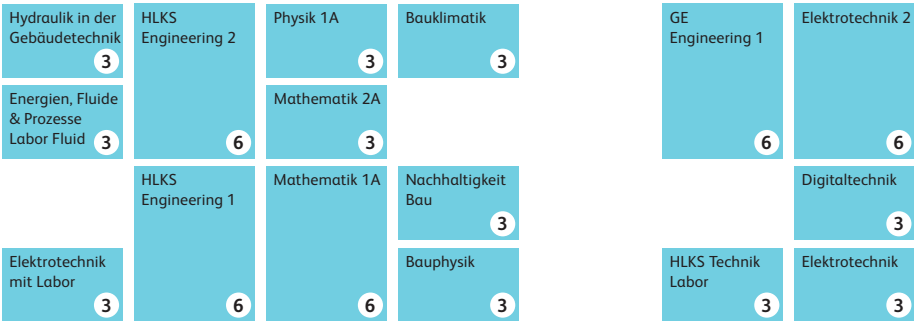 Hydraulik in der
Gebäudetechnik
3
HLKS
Engineering 2
6
Physik 1A
3
Bauklimatik
3
GE
Engineering 1
6
Elektrotechnik 2
6
Energien, Fluide
& Prozesse
Labor Fluid
3
Mathematik 2A
3
HLKS
Engineering 1
6
Mathematik 1A
6
Nachhaltigkeit
Bau
3
Digitaltechnik
3
Elektrotechnik
mit Labor
3
Bauphysik
3
HLKS Technik
Labor
3
Elektrotechnik
3